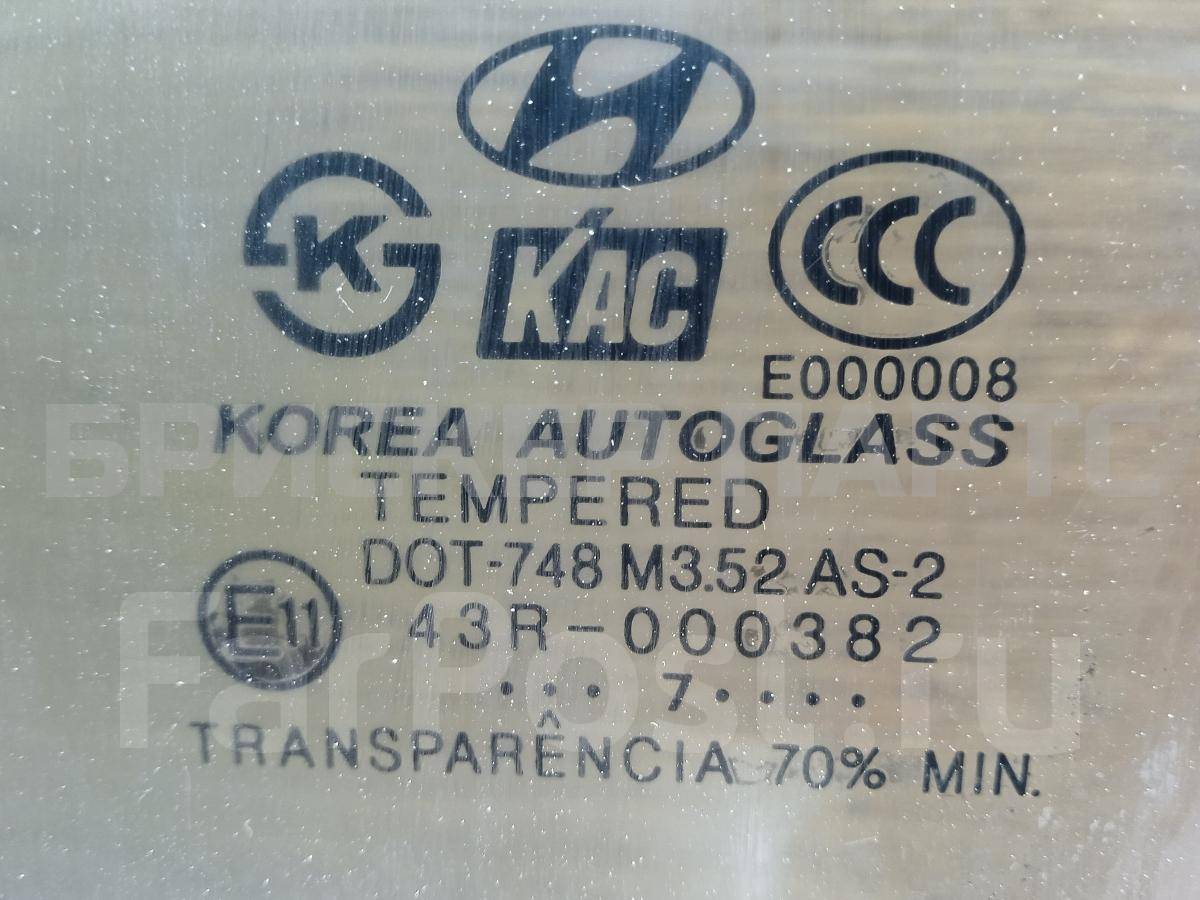 K
KAC
CCC
E000008
KOREA AUTOGLASS
TEMPERED
DOT-748 M3.52 AS-2
E11
43R-000382
••• 7••••
TRANSPARÊNCIA 70% MIN.
FarPost.ru